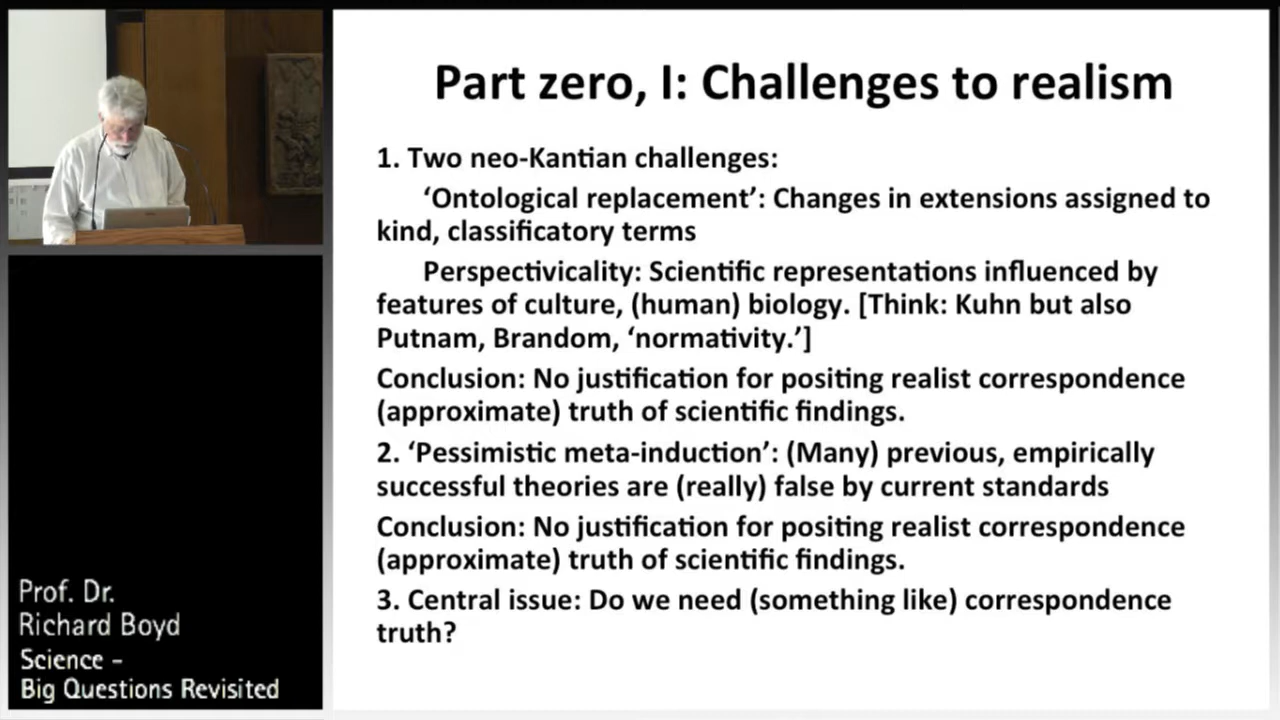 Part zero, I: Challenges to realism
1. Two neo-Kantian challenges:
‘Ontological replacement’: Changes in extensions assigned to
kind, classificatory terms
Perspectivicality: Scientific representations influenced by
features of culture, (human) biology. [Think: Kuhn but also
Putnam, Brandom, ‘normativity.’]
Conclusion: No justification for positing realist correspondence
(approximate) truth of scientific findings.
2. ‘Pessimistic meta-induction’: (Many) previous, empirically
successful theories are (really) false by current standards
Conclusion: No justification for positing realist correspondence
(approximate) truth of scientific findings.
3. Central issue: Do we need (something like) correspondence
truth?
Prof. Dr.
Richard Boyd
Science -
Big Questions Revisited